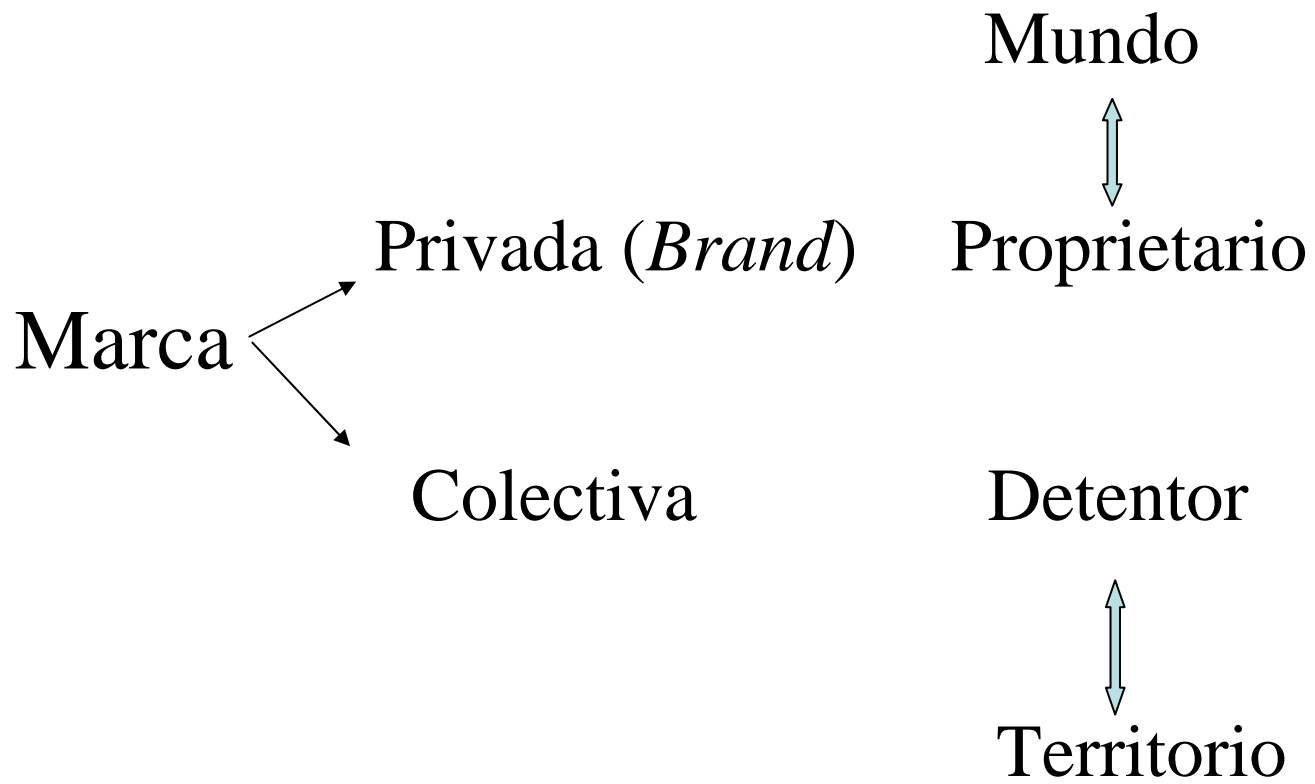 Mundo
Privada (Brand) Proprietario
Marca
Colectiva Detentor
Territorio